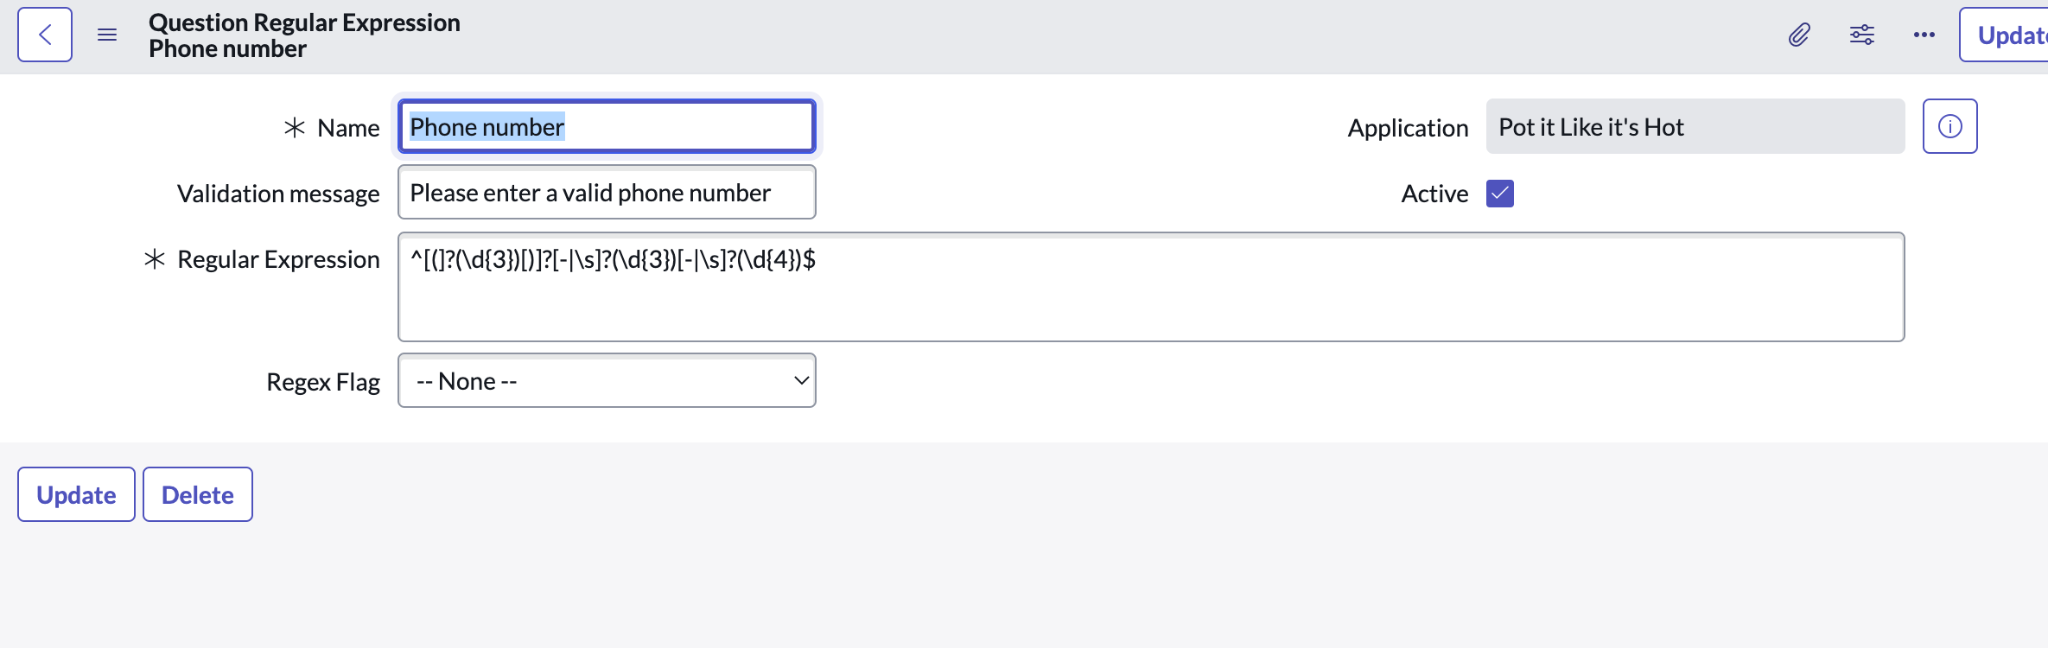 Question Regular Expression
Phone number
Updat
Name Phone number
Application Pot it Like it's Hot
Validation message Please enter a valid phone number
Active
Regular Expression ^[(]?(\d{3})[)]?[-|\s]?(\d{3})[-|\s]?(\d{4})$
Regex Flag -- None --
Update Delete